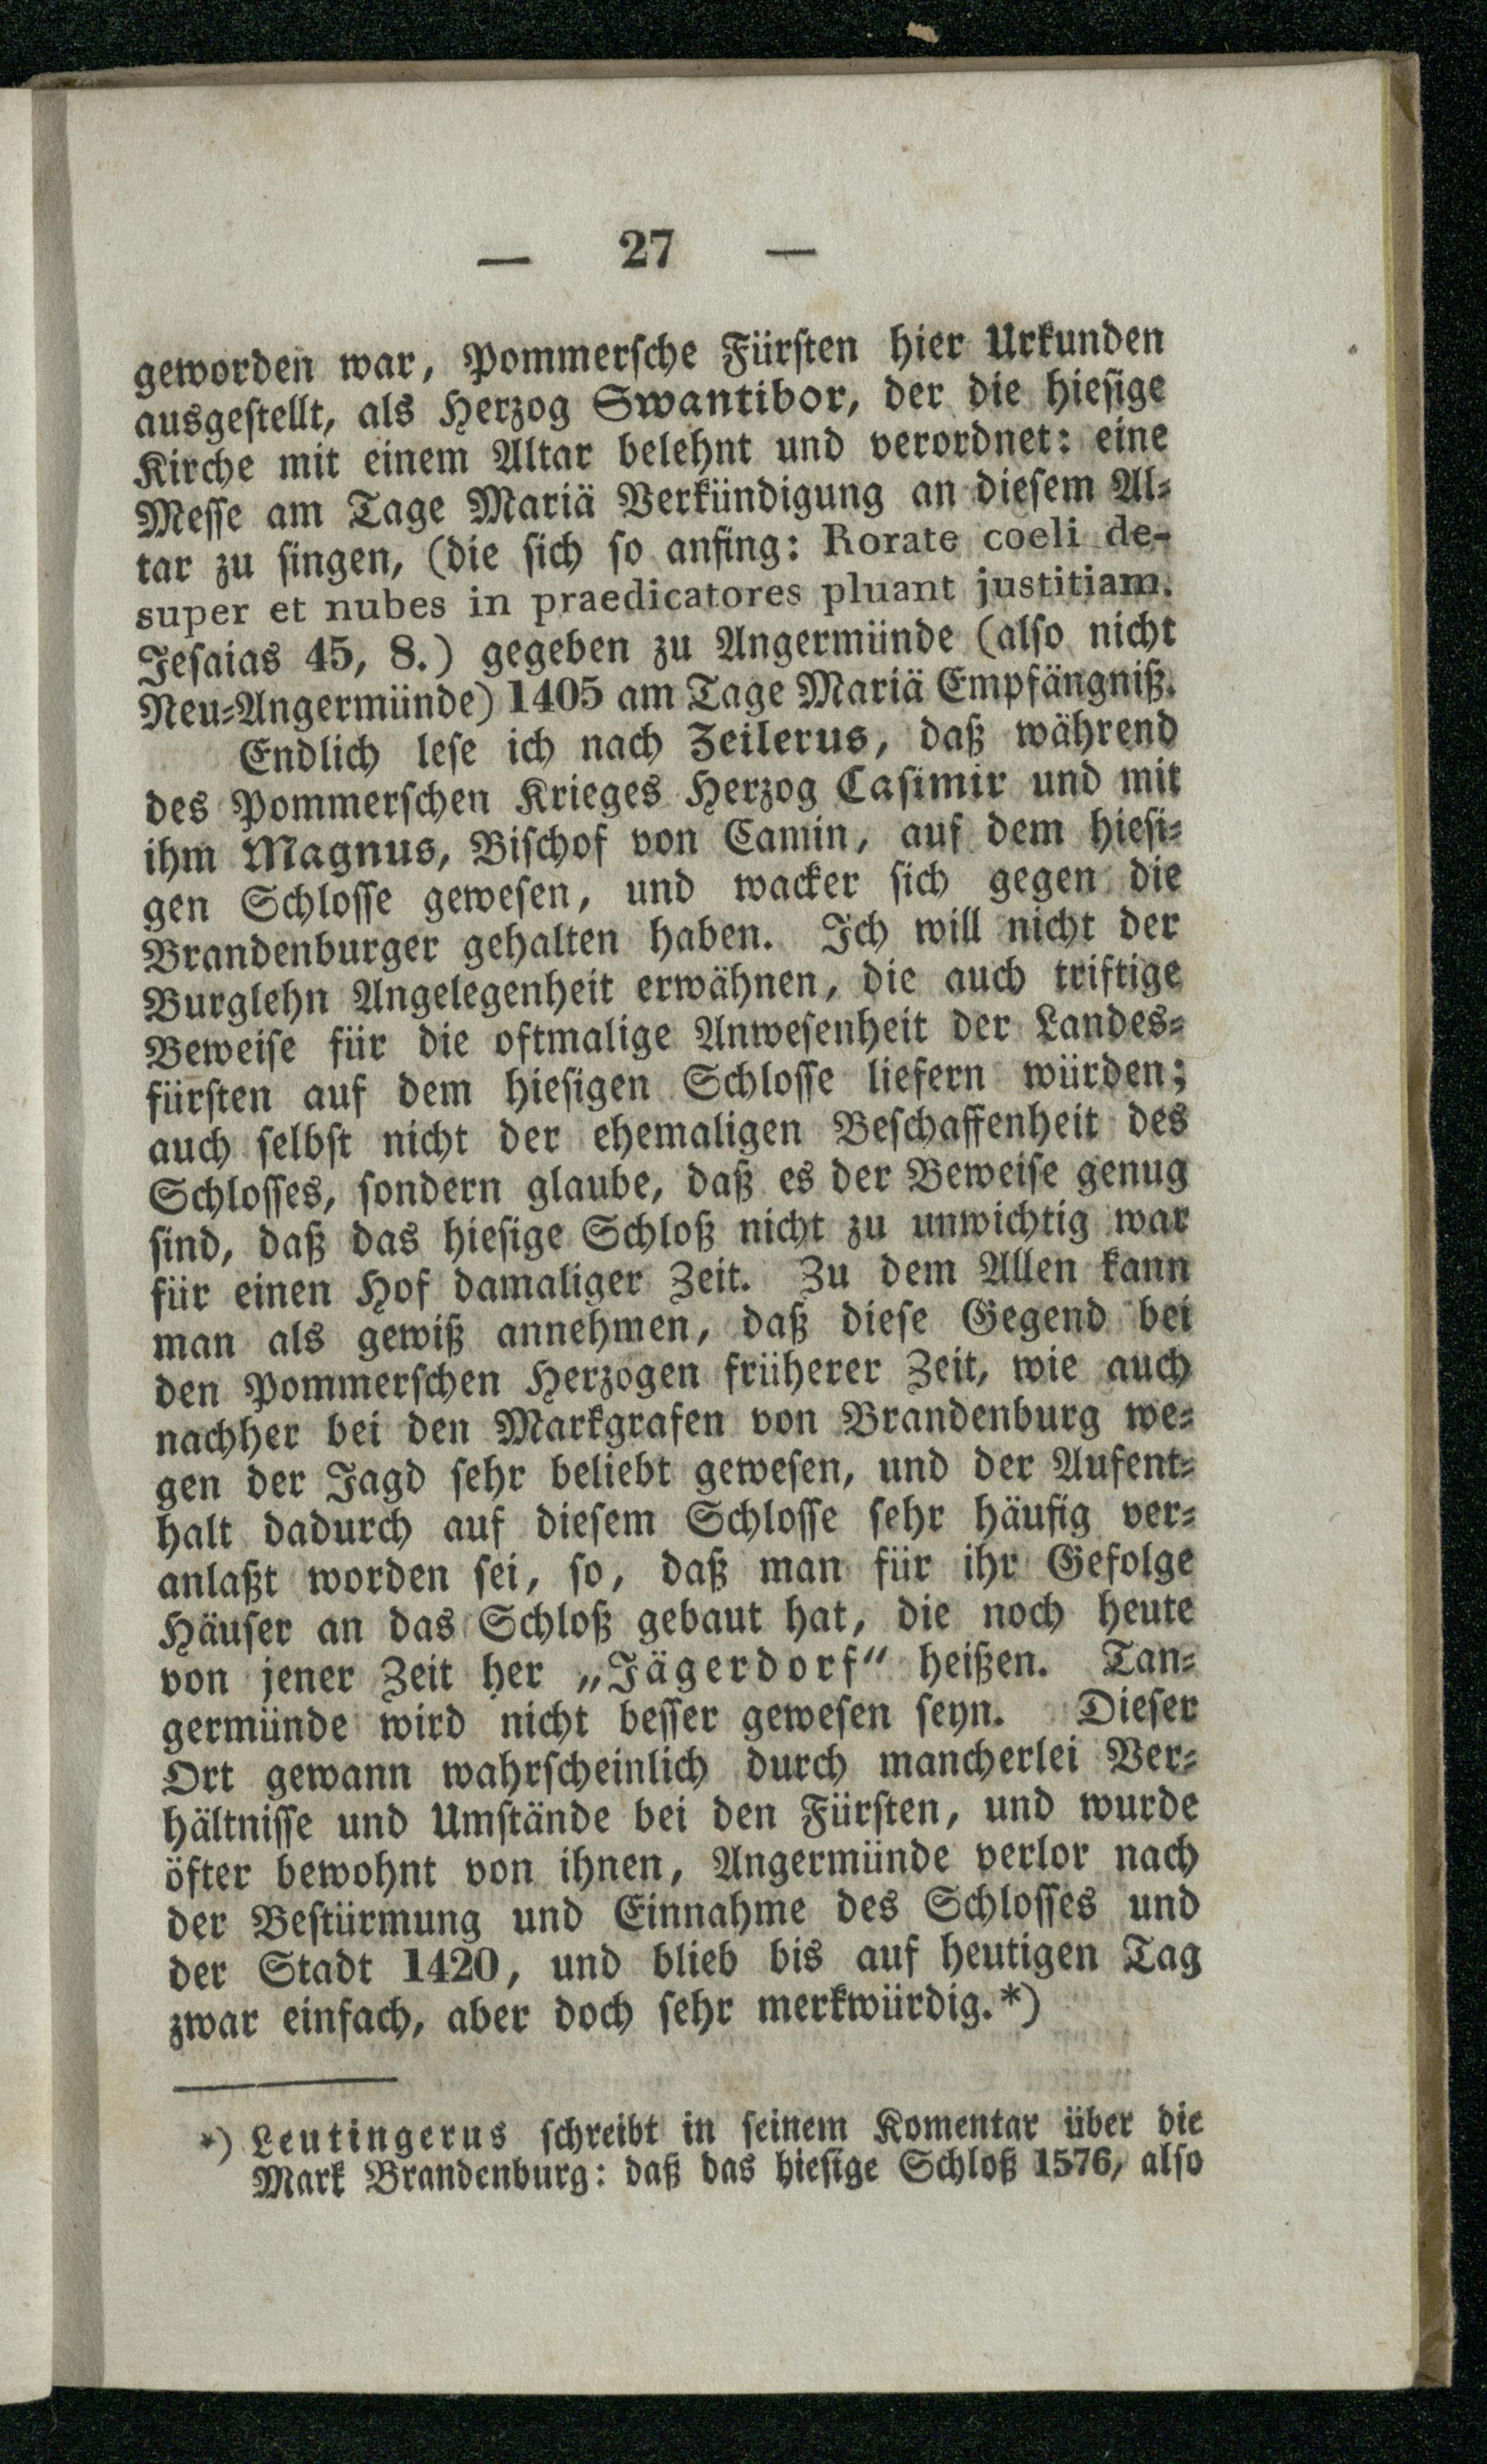 — 27 —
geworden war, Pommersche Fürsten hier Urkunden
ausgestellt, als Herzog Swantibor, der die hiesige
Kirche mit einem Altar belehnt und verordnet: eine
Messe am Tage Mariä Verkündigung an diesem Al-
tar zu singen, (die sich so anfing: Rorate coeli de-
super et nubes in praedicatores pluant justitiam.
Jesaias 45, 8.) gegeben zu Angermünde (also nicht
Neu-Angermünde) 1405 am Tage Mariä Empfängniß.
Endlich lese ich nach Zeilerus, daß während
des Pommerschen Krieges Herzog Casimir und mit
ihm Magnus, Bischof von Camin, auf dem hiesi-
gen Schlosse gewesen, und wacker sich gegen die
Brandenburger gehalten haben. Ich will nicht der
Burglehn Angelegenheit erwähnen, die auch triftige
Beweise für die oftmalige Anwesenheit der Landes-
fürsten auf dem hiesigen Schlosse liefern würden;
auch selbst nicht der ehemaligen Beschaffenheit des
Schlosses, sondern glaube, daß es der Beweise genug
sind, daß das hiesige Schloß nicht zu unwichtig war
für einen Hof damaliger Zeit. Zu dem Allen kann
man als gewiß annehmen, daß diese Gegend bei
den Pommerschen Herzogen früherer Zeit, wie auch
nachher bei den Markgrafen von Brandenburg we-
gen der Jagd sehr beliebt gewesen, und der Aufent-
halt dadurch auf diesem Schlosse sehr häufig ver-
anlaßt worden sei, so, daß man für ihr Gefolge
Häuser an das Schloß gebaut hat, die noch heute
von jener Zeit her „Jägerdorf“ heißen. Tan-
germünde wird nicht besser gewesen seyn. Dieser
Ort gewann wahrscheinlich durch mancherlei Ver-
hältnisse und Umstände bei den Fürsten, und wurde
öfter bewohnt von ihnen, Angermünde verlor nach
der Bestürmung und Einnahme des Schlosses und
der Stadt 1420, und blieb bis auf heutigen Tag
zwar einfach, aber doch sehr merkwürdig.*)
*) Leutingerus schreibt in seinem Komentar über die
Mark Brandenburg: daß das hiesige Schloß 1576, also